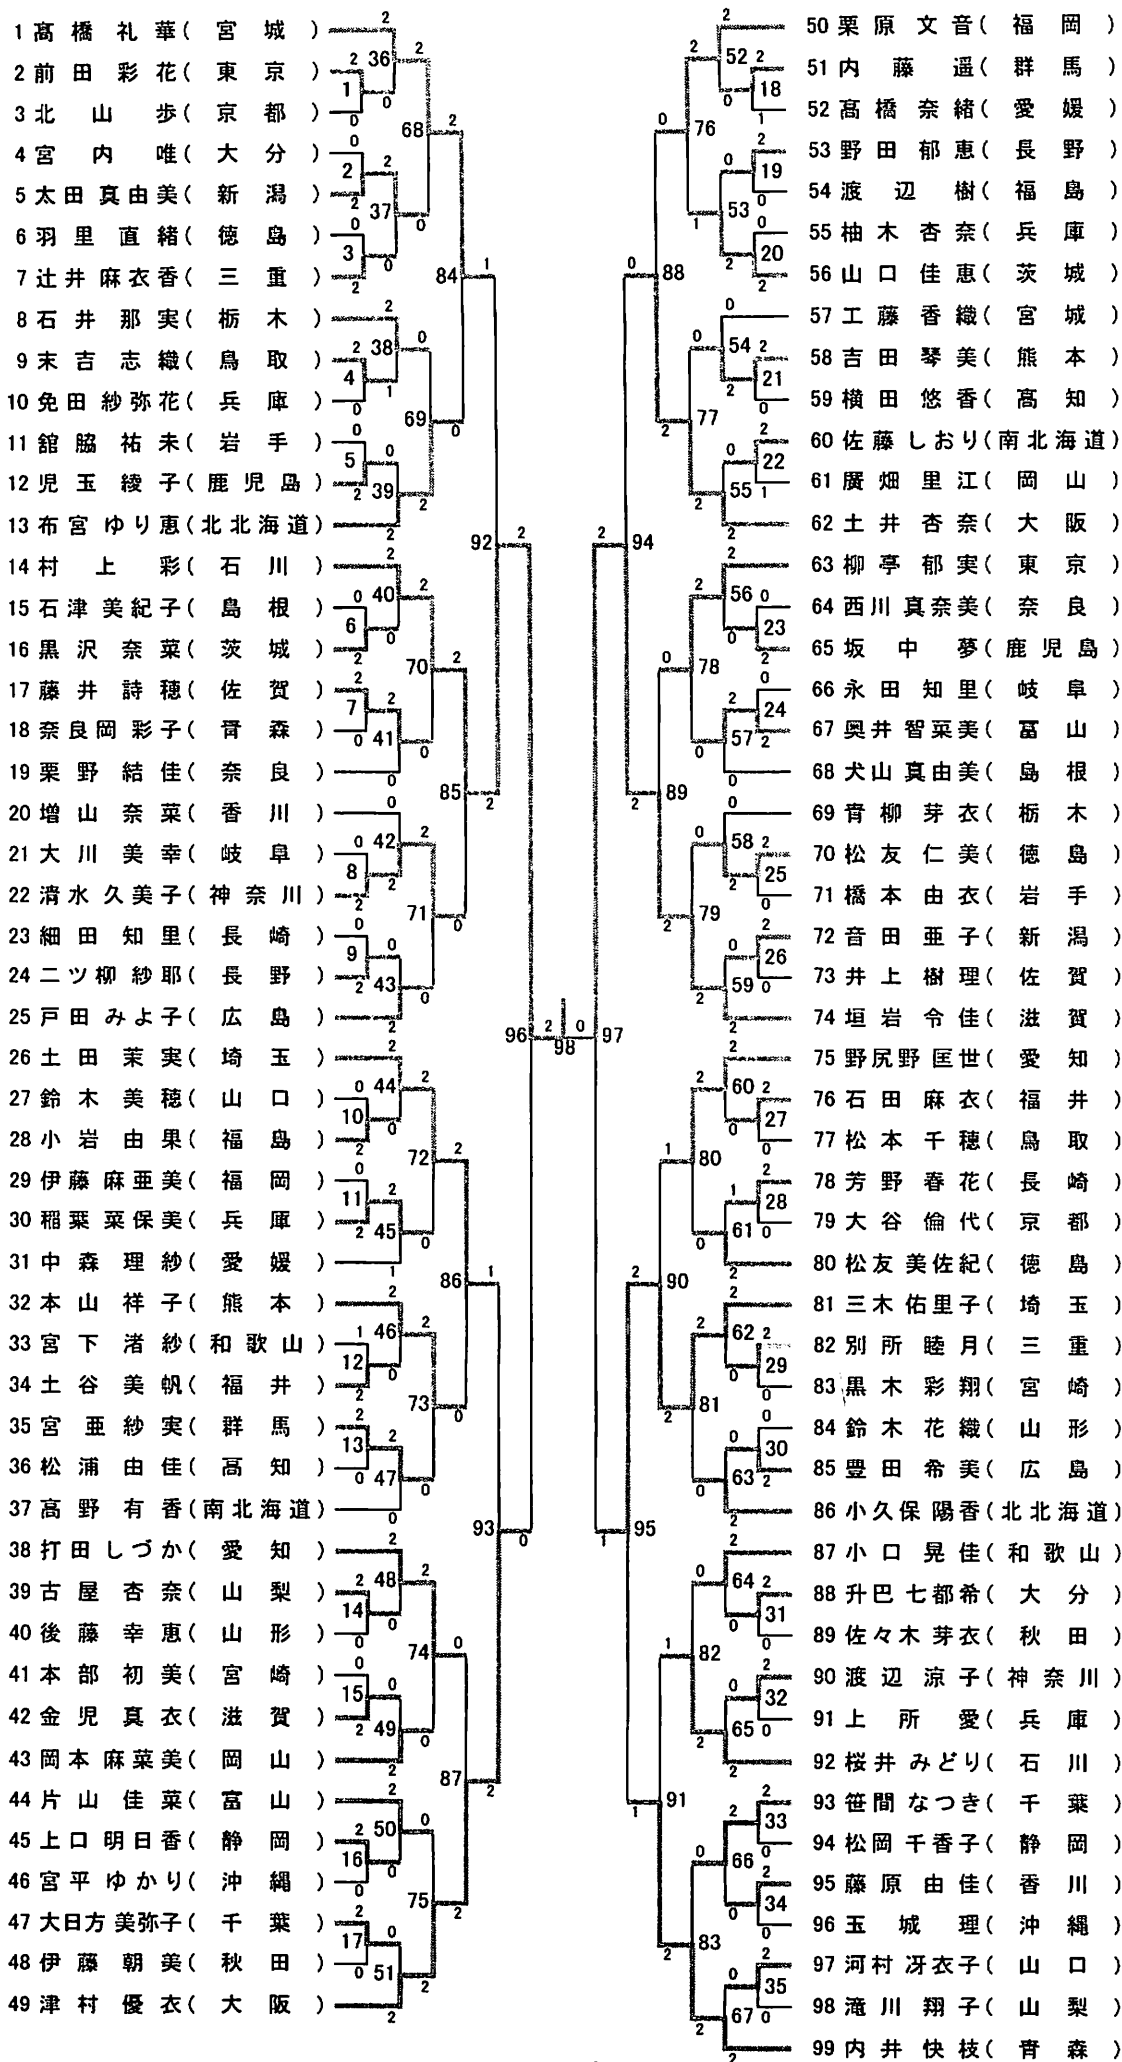 1 髙橋礼華(宮城)
2 前田彩花(東京)
3 北山歩(京都)
4 宮内唯(大分)
5 太田真由美(新潟)
6 羽里直緒(徳島)
7 辻井麻衣香(三重)
8 石井那実(栃木)
9 末吉志織(鳥取)
10 免田紗弥花(兵庫)
11 舘脇祐未(岩手)
12 児玉綾子(鹿児島)
13 布宮ゆり恵(北北海道)
14 村上彩(石川)
15 石津美紀子(島根)
16 黒沢奈菜(茨城)
17 藤井詩穂(佐賀)
18 奈良岡彩子(青森)
19 栗野結佳(奈良)
20 増山奈菜(香川)
21 大川美幸(岐阜)
22 清水久美子(神奈川)
23 細田知里(長崎)
24 二ツ柳紗耶(長野)
25 戸田みよ子(広島)
26 土田茉実(埼玉)
27 鈴木美穂(山口)
28 小岩由果(福島)
29 伊藤麻亜美(福岡)
30 稲葉菜保美(兵庫)
31 中森理紗(愛媛)
32 本山祥子(熊本)
33 宮下渚紗(和歌山)
34 土谷美帆(福井)
35 宮亜紗実(群馬)
36 松浦由佳(高知)
37 髙野有香(南北海道)
38 打田しづか(愛知)
39 古屋杏奈(山梨)
40 後藤幸恵(山形)
41 本部初美(宮崎)
42 金児真衣(滋賀)
43 岡本麻菜美(岡山)
44 片山佳菜(富山)
45 上口明日香(静岡)
46 宮平ゆかり(沖縄)
47 大日方美弥子(千葉)
48 伊藤朝美(秋田)
49 津村優衣(大阪)
50 栗原文音(福岡)
51 内藤遥(群馬)
52 髙橋奈緒(愛媛)
53 野田郁恵(長野)
54 渡辺樹(福島)
55 柚木杏奈(兵庫)
56 山口佳恵(茨城)
57 工藤香織(宮城)
58 吉田琴美(熊本)
59 横田悠香(高知)
60 佐藤しおり(南北海道)
61 廣畑里江(岡山)
62 土井杏奈(大阪)
63 柳亭郁実(東京)
64 西川真奈美(奈良)
65 坂中夢(鹿児島)
66 永田知里(岐阜)
67 奥井智菜美(富山)
68 犬山真由美(島根)
69 青柳芽衣(栃木)
70 松友仁美(徳島)
71 橋本由衣(岩手)
72 音田亜子(新潟)
73 井上樹理(佐賀)
74 垣岩令佳(滋賀)
75 野尻野匡世(愛知)
76 石田麻衣(福井)
77 松本千穂(鳥取)
78 芳野春花(長崎)
79 大谷倫代(京都)
80 松友美佐紀(徳島)
81 三木佑里子(埼玉)
82 別所睦月(三重)
83 黒木彩翔(宮崎)
84 鈴木花織(山形)
85 豊田希美(広島)
86 小久保陽香(北北海道)
87 小口晃佳(和歌山)
88 升巴七都希(大分)
89 佐々木芽衣(秋田)
90 渡辺涼子(神奈川)
91 上所愛(兵庫)
92 桜井みどり(石川)
93 笹間なつき(千葉)
94 松岡千香子(静岡)
95 藤原由佳(香川)
96 玉城理(沖縄)
97 河村冴衣子(山口)
98 滝川翔子(山梨)
99 内井快枝(青森)